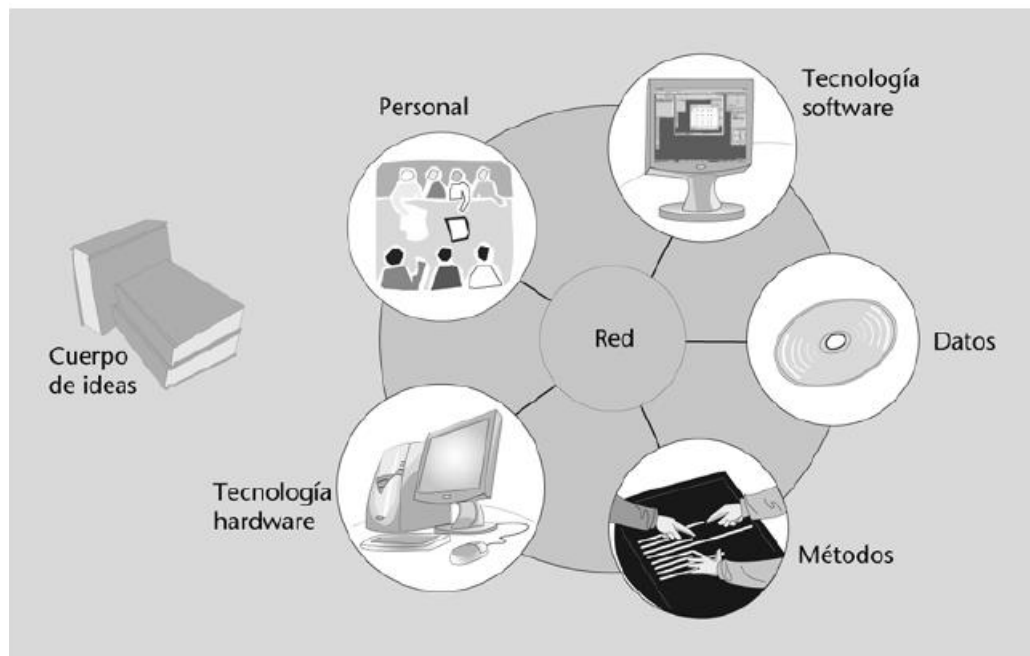 Tecnología
software
Personal
Red
Datos
Cuerpo
de ideas
Tecnología
hardware
Métodos